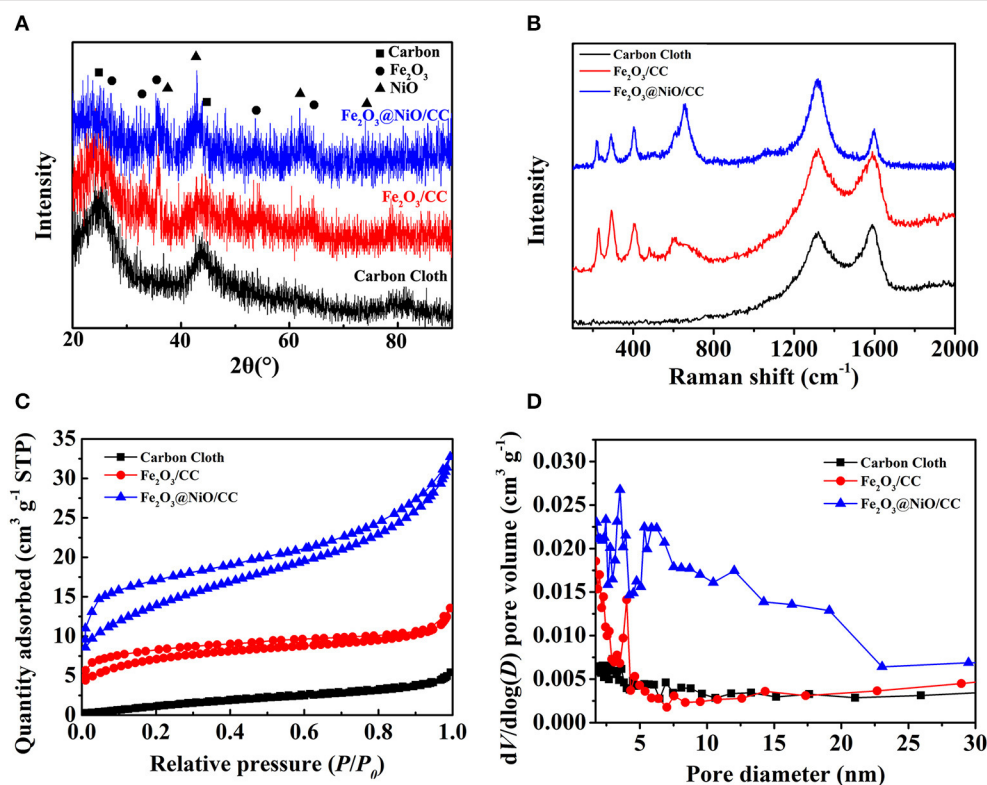 A
Carbon
Fe₂O₃
NiO
Fe₂O₃@NiO/CC
Fe₂O₃/CC
Carbon Cloth
Intensity
20 40 60 80
2θ(°)
B
Carbon Cloth
Fe₂O₃/CC
Fe₂O₃@NiO/CC
Intensity
400 800 1200 1600 2000
Raman shift (cm⁻¹)
C
Carbon Cloth
Fe₂O₃/CC
Fe₂O₃@NiO/CC
Quantity adsorbed (cm³ g⁻¹ STP)
35
30
25
20
15
10
5
0
0.0 0.2 0.4 0.6 0.8 1.0
Relative pressure (P/P₀)
D
Carbon Cloth
Fe₂O₃/CC
Fe₂O₃@NiO/CC
dV/dlog(D) pore volume (cm³ g⁻¹)
0.030
0.025
0.020
0.015
0.010
0.005
0.000
5 10 15 20 25 30
Pore diameter (nm)